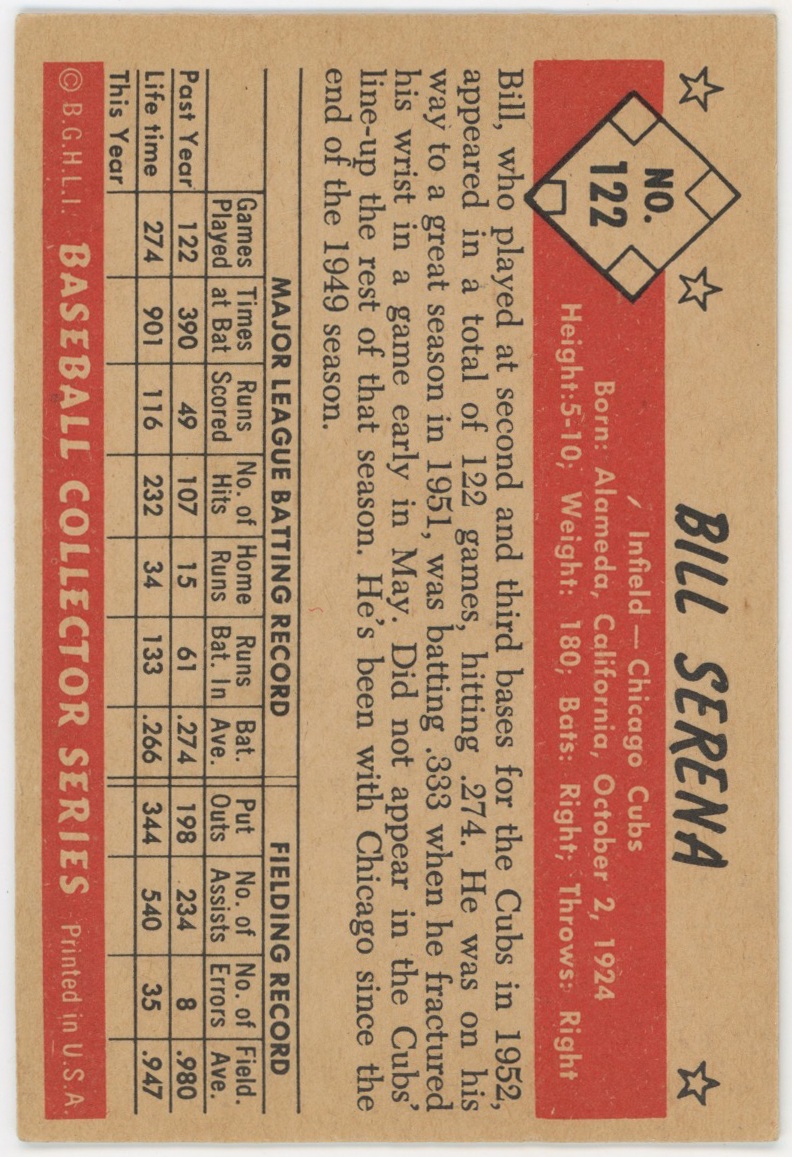 BILL SERENA
NO.
122
Infield — Chicago Cubs
Born: Alameda, California, October 2, 1924
Height:5-10; Weight: 180; Bats: Right; Throws: Right
Bill, who played at second and third bases for the Cubs in 1952,
appeared in a total of 122 games, hitting .274. He was on his
way to a great season in 1951, was batting .333 when he fractured
his wrist in a game early in May. Did not appear in the Cubs'
line-up the rest of that season. He's been with Chicago since the
end of the 1949 season.
MAJOR LEAGUE BATTING RECORD FIELDING RECORD
Games Played Times at Bat Runs Scored No. of Hits Home Runs Runs Bat. In Bat. Ave. Put Outs No. of Assists No. of Errors Field. Ave.
Past Year 122 390 49 107 15 61 .274 198 234 8 .980
Life time 274 901 116 232 34 133 .266 344 540 35 .947
This Year
© B.G.H.L.I. BASEBALL COLLECTOR SERIES Printed in U.S.A.